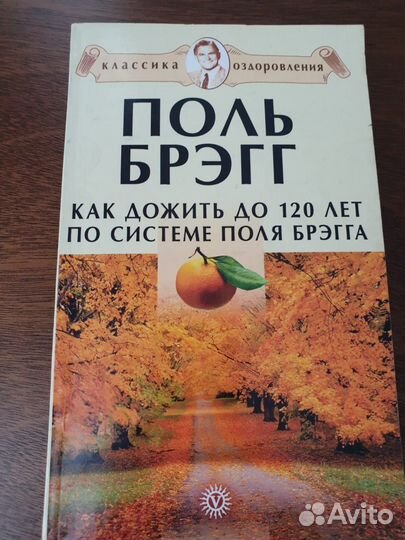 классика оздоровления
ПОЛЬ
БРЭГГ
КАК ДОЖИТЬ ДО 120 ЛЕТ
ПО СИСТЕМЕ ПОЛЯ БРЭГГА
V
Avito